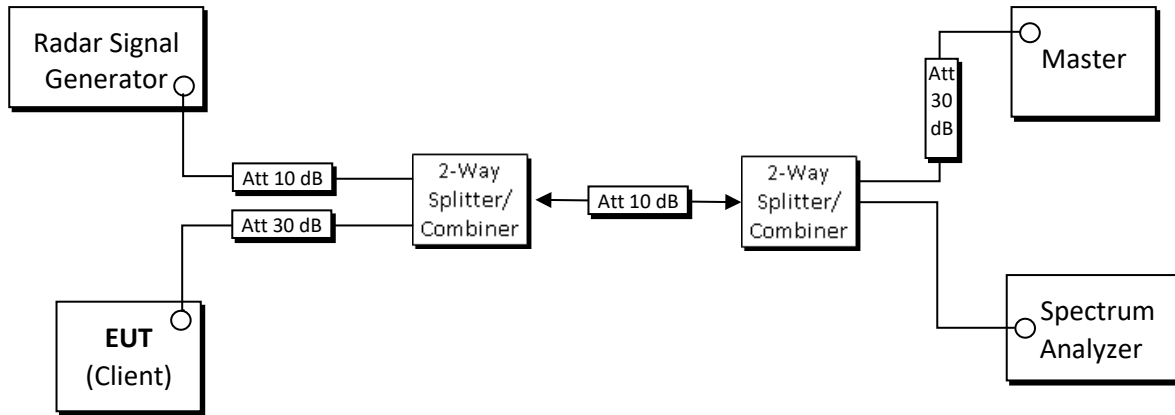 Radar Signal
Generator
Att 10 dB
Att 30 dB
EUT
(Client)
2-Way
Splitter/
Combiner
Att 10 dB
2-Way
Splitter/
Combiner
Att
30
dB
Master
Spectrum
Analyzer